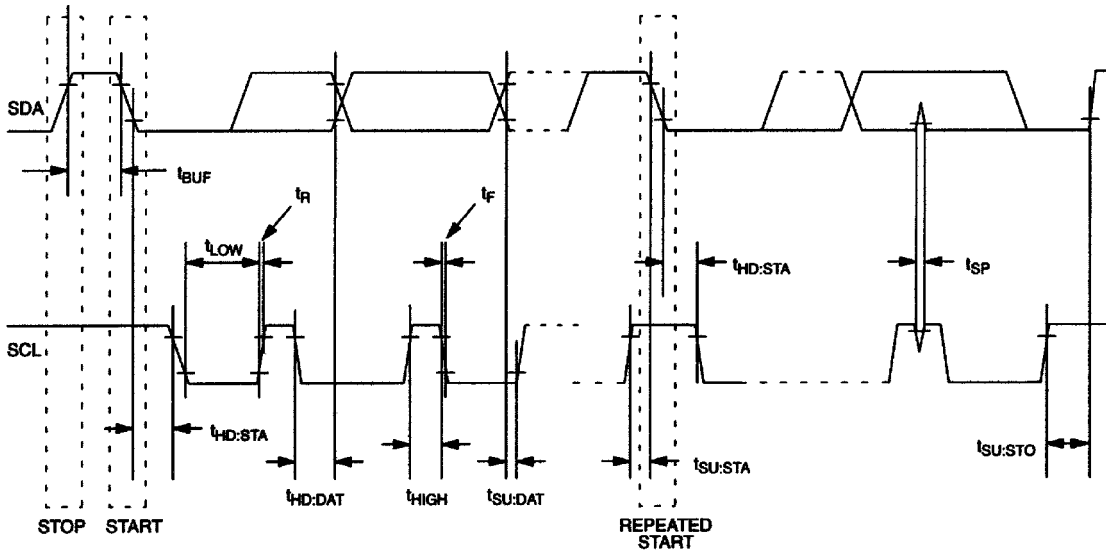 SDA
tBUF
tR
tF
tLOW
tHD:STA
tSP
SCL
tHD:STA
tHD:DAT
tHIGH
tSU:DAT
tSU:STA
tSU:STO
STOP
START
REPEATED
START